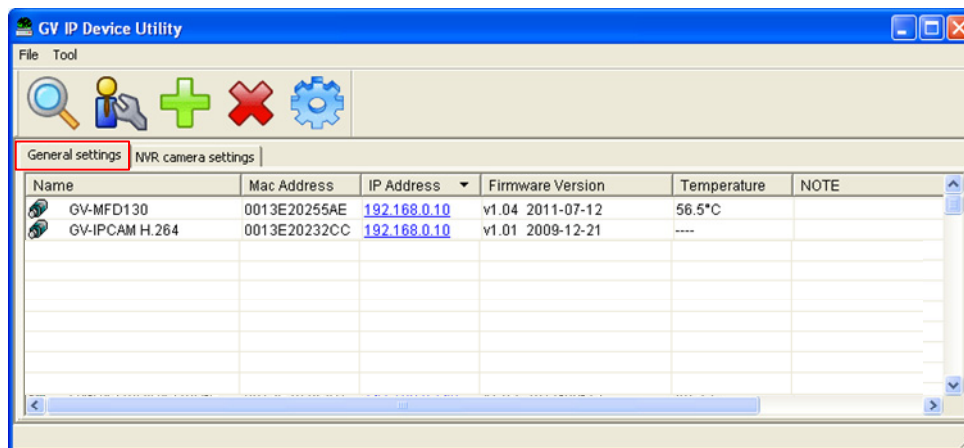 GV IP Device Utility
File Tool
General settings NVR camera settings
Name Mac Address IP Address Firmware Version Temperature NOTE
GV-MFD130 0013E20255AE 192.168.0.10 v1.04 2011-07-12 56.5°C
GV-IPCAM H.264 0013E20232CC 192.168.0.10 v1.01 2009-12-21 ----